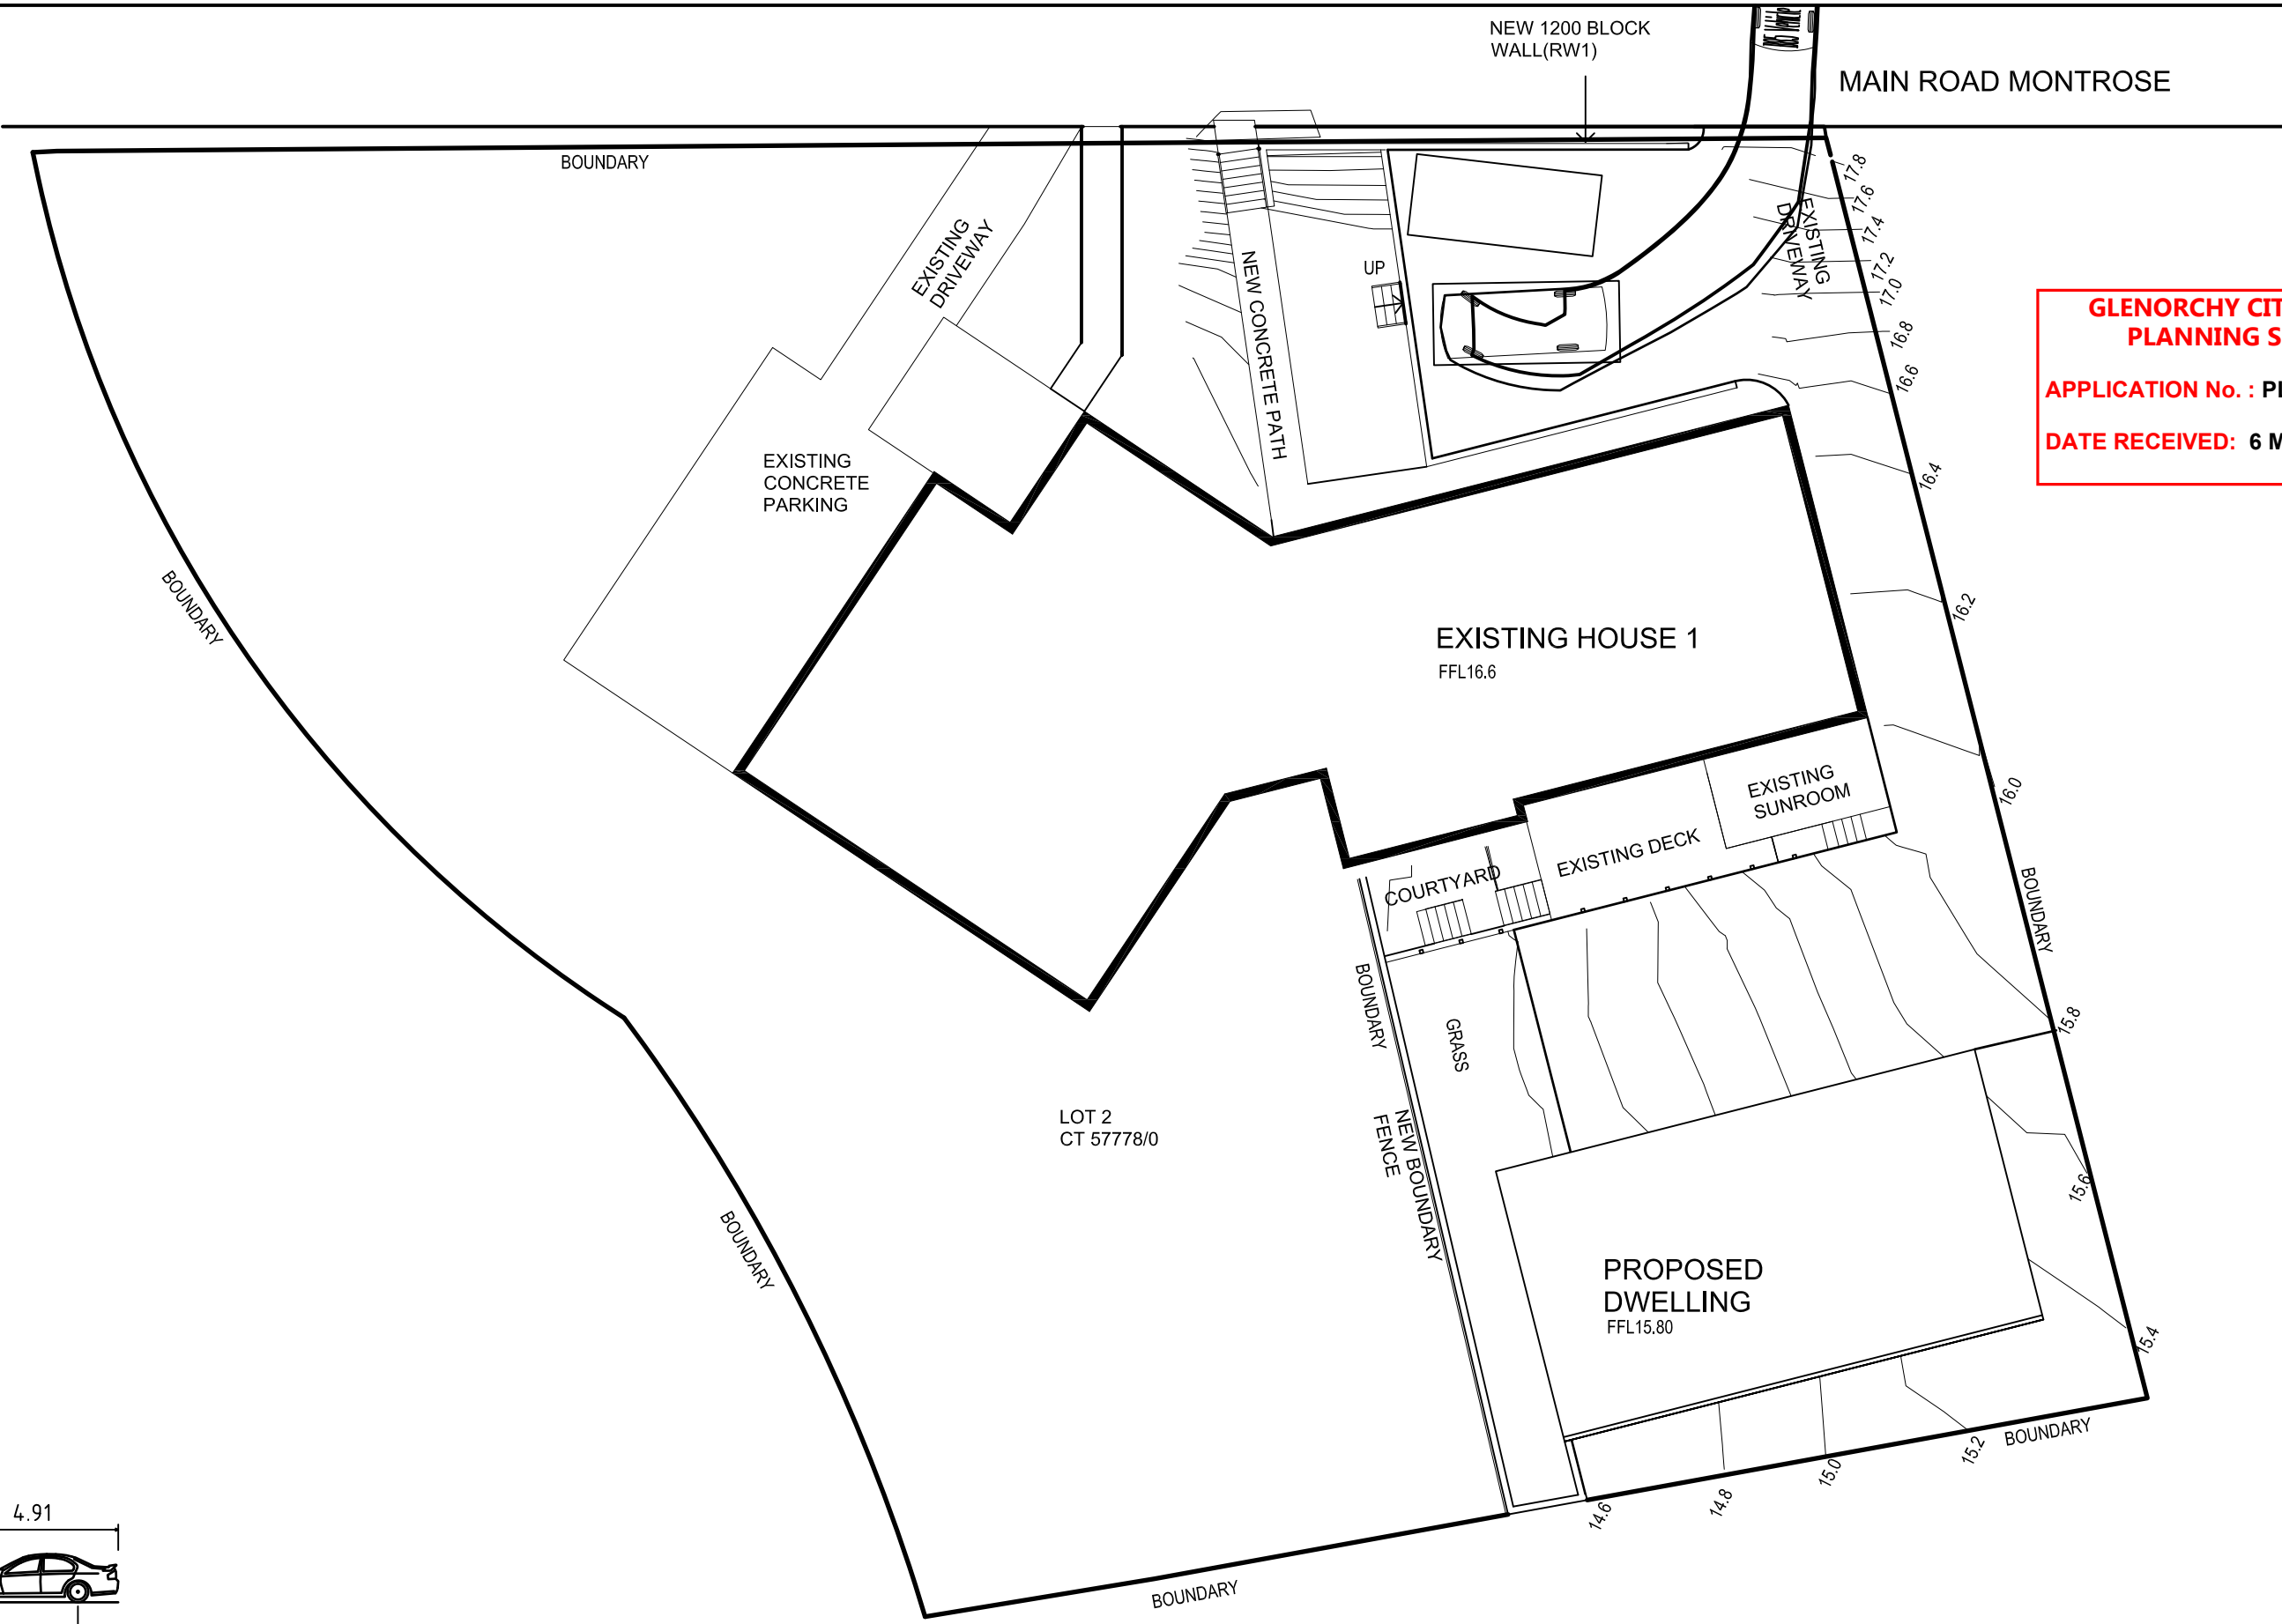 NEW 1200 BLOCK
WALL(RW1)
MAIN ROAD MONTROSE
BOUNDARY
17.8
17.6
17.4
17.2
17.0
16.8
16.6
16.4
16.2
16.0
15.8
15.6
15.4
15.2
15.0
14.8
14.6
EXISTING
DRIVEWAY
EXISTING
DRIVEWAY
UP
NEW CONCRETE PATH
GLENORCHY
PLANNING
APPLICATION No. :
DATE RECEIVED: 6
EXISTING
CONCRETE
PARKING
BOUNDARY
EXISTING HOUSE 1
FFL16.6
EXISTING
SUNROOM
EXISTING DECK
COURTYARD
BOUNDARY
BOUNDARY
GRASS
LOT 2
CT 57778/0
NEW BOUNDARY
FENCE
BOUNDARY
PROPOSED
DWELLING
FFL15.80
BOUNDARY
BOUNDARY
4.91